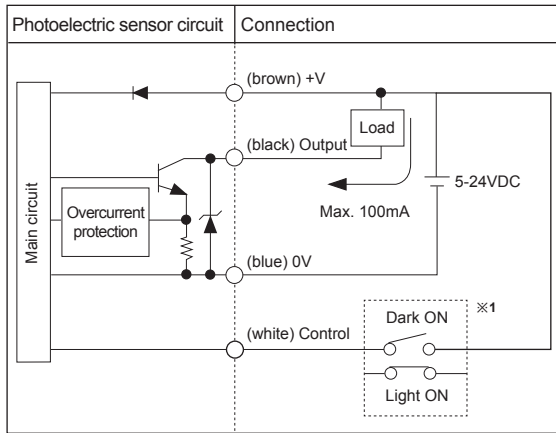 Photoelectric sensor circuit
Connection
(brown) +V
Load
(black) Output
5-24VDC
Max. 100mA
Main circuit
Overcurrent
protection
(blue) 0V
※1
Dark ON
(white) Control
Light ON